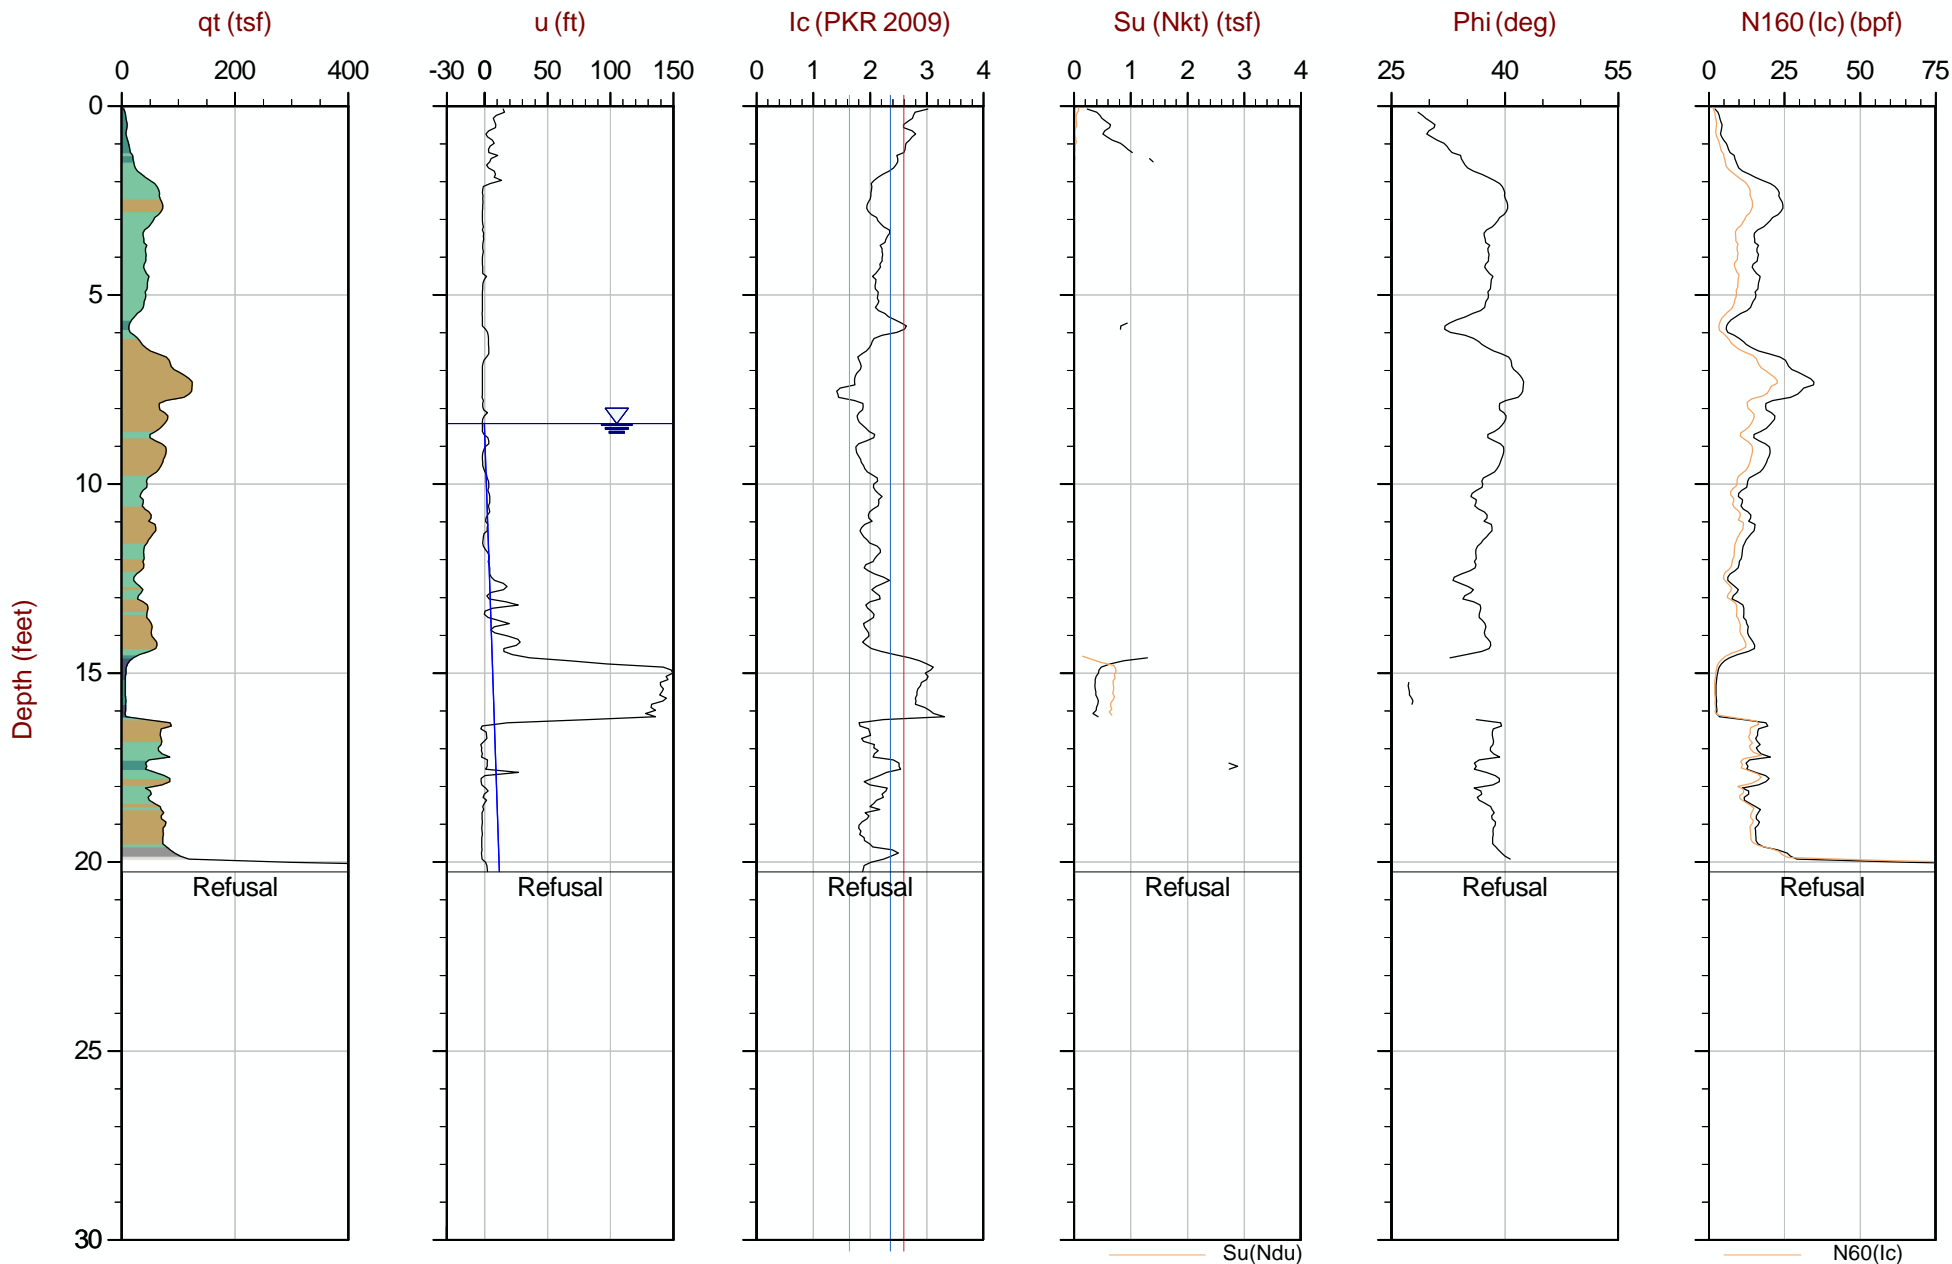 qt (tsf) u (ft) Ic (PKR 2009) Su (Nkt) (tsf) Phi (deg) N160 (Ic) (bpf)
0 200 400 -30 0 50 100 150 0 1 2 3 4 0 1 2 3 4 25 40 55 0 25 50 75
0
5
10
Depth (feet)
15
20
Refusal Refusal Refusal Refusal Refusal Refusal
25
30
Su(Ndu) N60(Ic)